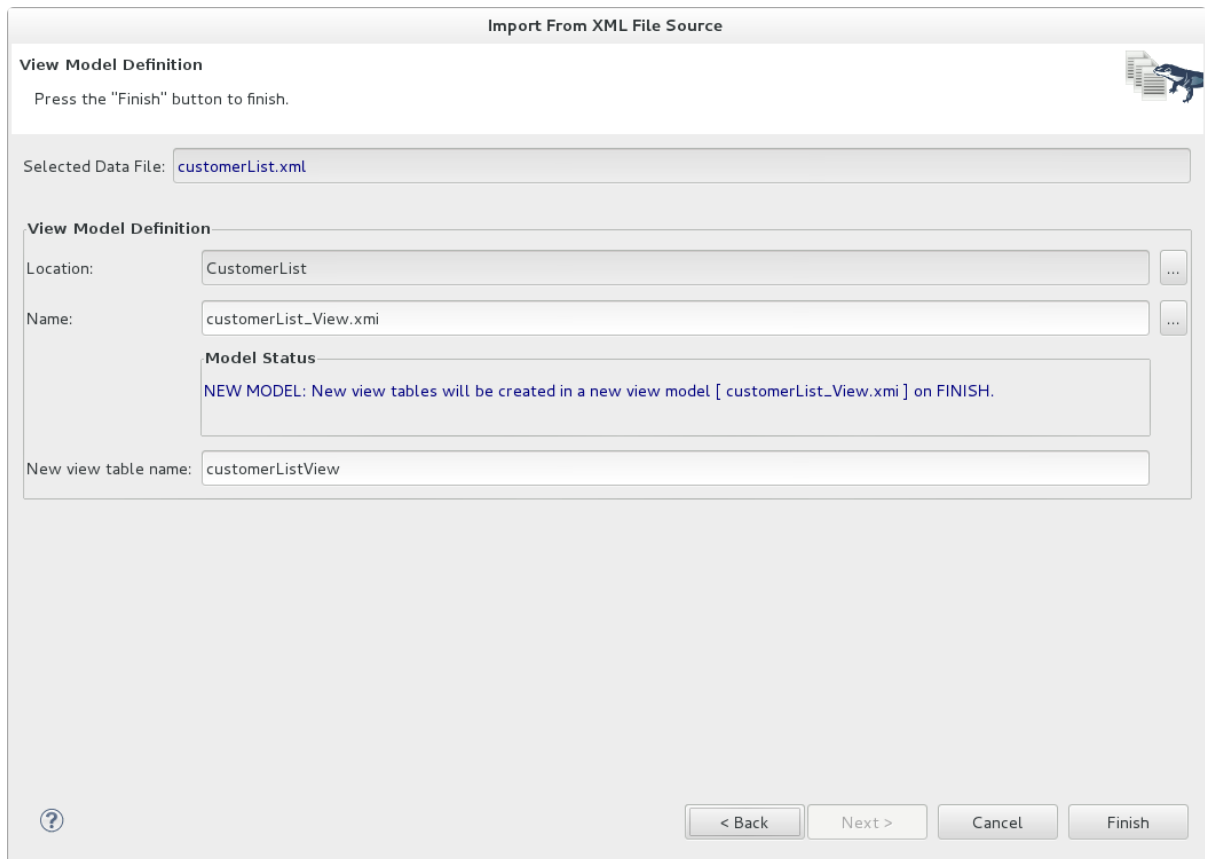 Import From XML File Source
View Model Definition
Press the "Finish" button to finish.
Selected Data File: customerList.xml
View Model Definition
Location: CustomerList ...
Name: customerList_View.xmi ...
Model Status
NEW MODEL: New view tables will be created in a new view model [ customerList_View.xmi ] on FINISH.
New view table name: customerListView
? < Back Next > Cancel Finish